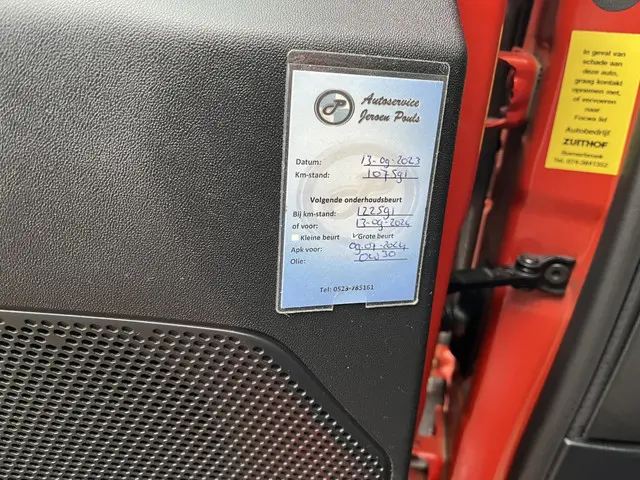 Autoservice
Jeroen Pouls
Datum: 13-09-2023
Km-stand: 107591
Volgende onderhoudsbeurt
Bij km-stand: 122591
of voor: 13-09-2024
Kleine beurt ✓Grote beurt
Apk voor: 09-07-2024
Olie: 0W30
Tel: 0523-785161
In geval van
schade aan
deze auto,
graag kontakt
opnemen met,
of vervoeren
naar
Focwa lid
Autobedrijf
ZUITHOF